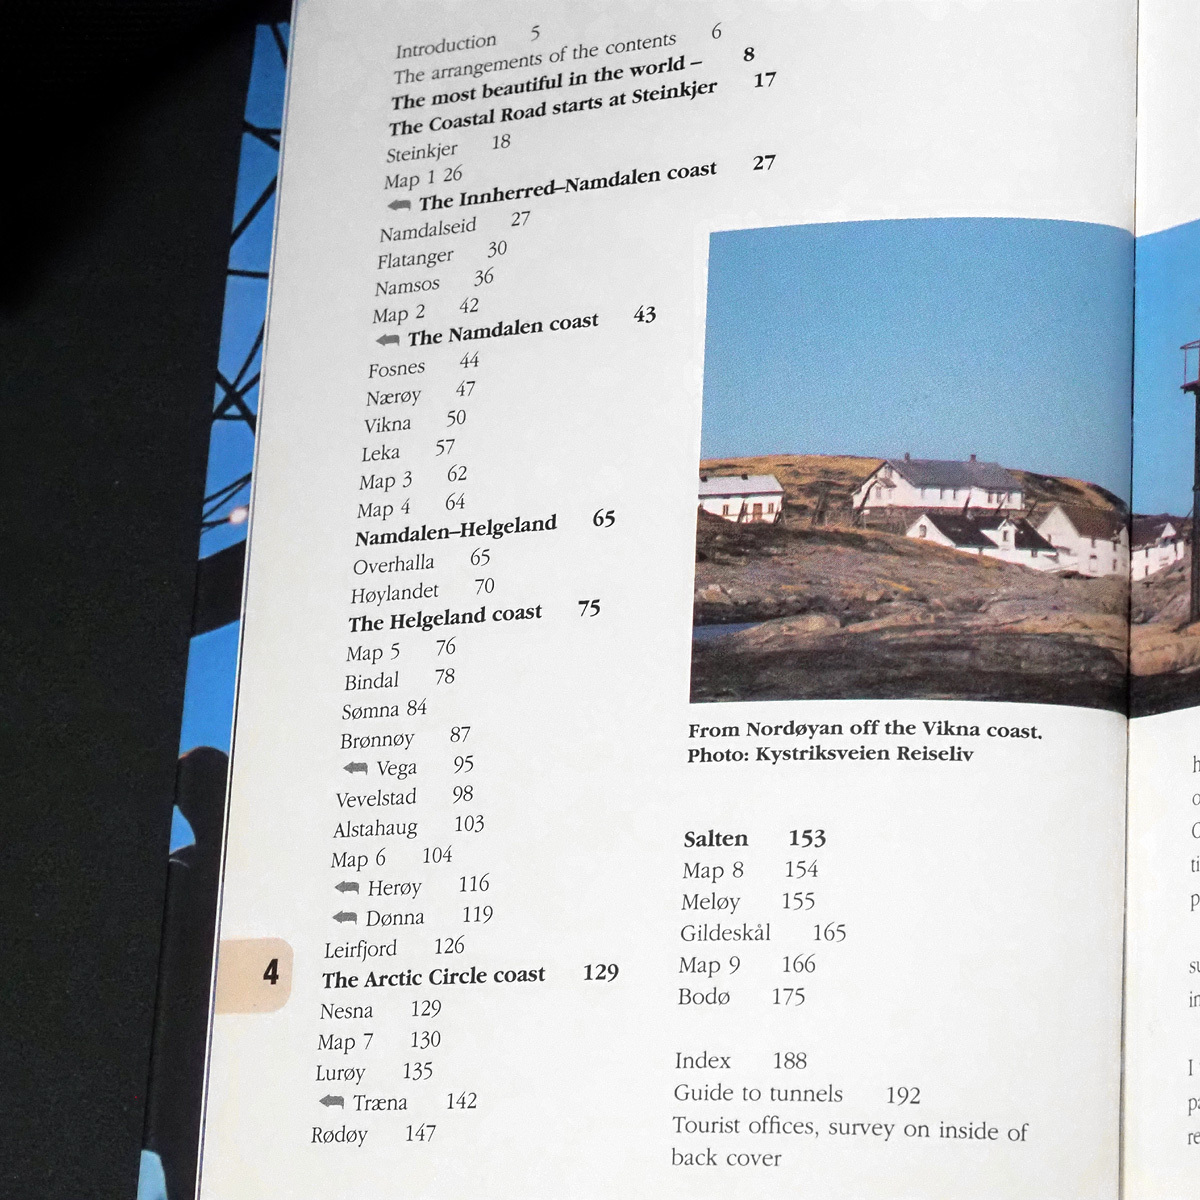 Introduction 5
The arrangements of the contents 6
The most beautiful in the world – 8
The Coastal Road starts at Steinkjer 17
Steinkjer 18
Map 1 26
The Innherred–Namdalen coast 27
Namdalseid 27
Flatanger 30
Namsos 36
Map 2 42
The Namdalen coast 43
Fosnes 44
Nærøy 47
Vikna 50
Leka 57
Map 3 62
Map 4 64
Namdalen–Helgeland 65
Overhalla 65
Høylandet 70
The Helgeland coast 75
Map 5 76
Bindal 78
Sømna 84
Brønnøy 87
Vega 95
Vevelstad 98
Alstahaug 103
Map 6 104
Herøy 116
Dønna 119
Leirfjord 126
The Arctic Circle coast 129
Nesna 129
Map 7 130
Lurøy 135
Træna 142
Rødøy 147
4
From Nordøyan off the Vikna coast.
Photo: Kystriksveien Reiseliv
Salten 153
Map 8 154
Meløy 155
Gildeskål 165
Map 9 166
Bodø 175
Index 188
Guide to tunnels 192
Tourist offices, survey on inside of
back cover